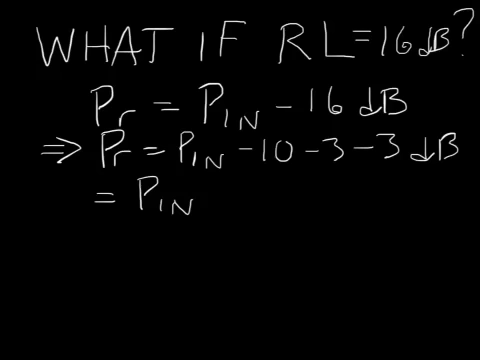 WHAT IF RL=16dB?
Pr = PIN - 16 dB
⇒ Pr = PIN - 10 - 3 - 3 dB
= PIN